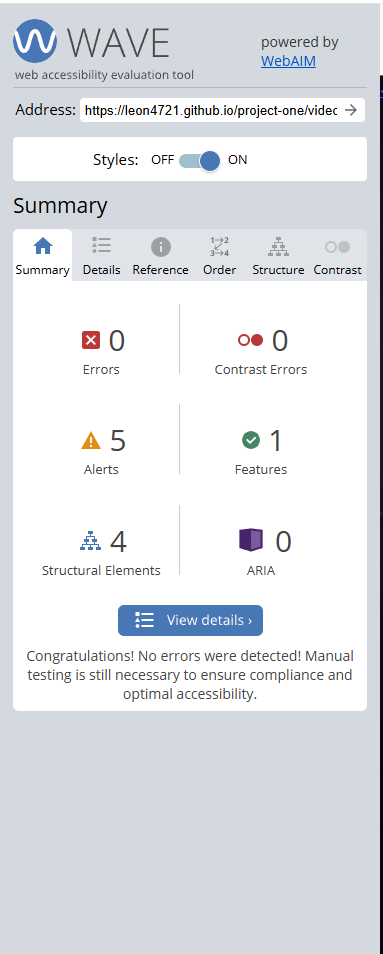 WAVE
web accessibility evaluation tool
powered by
WebAIM
Address: https://leon4721.github.io/project-one/videc
Styles: OFF ON
Summary
Summary Details Reference Order Structure Contrast
0
Errors
0
Contrast Errors
5
Alerts
1
Features
4
Structural Elements
0
ARIA
View details ›
Congratulations! No errors were detected! Manual
testing is still necessary to ensure compliance and
optimal accessibility.